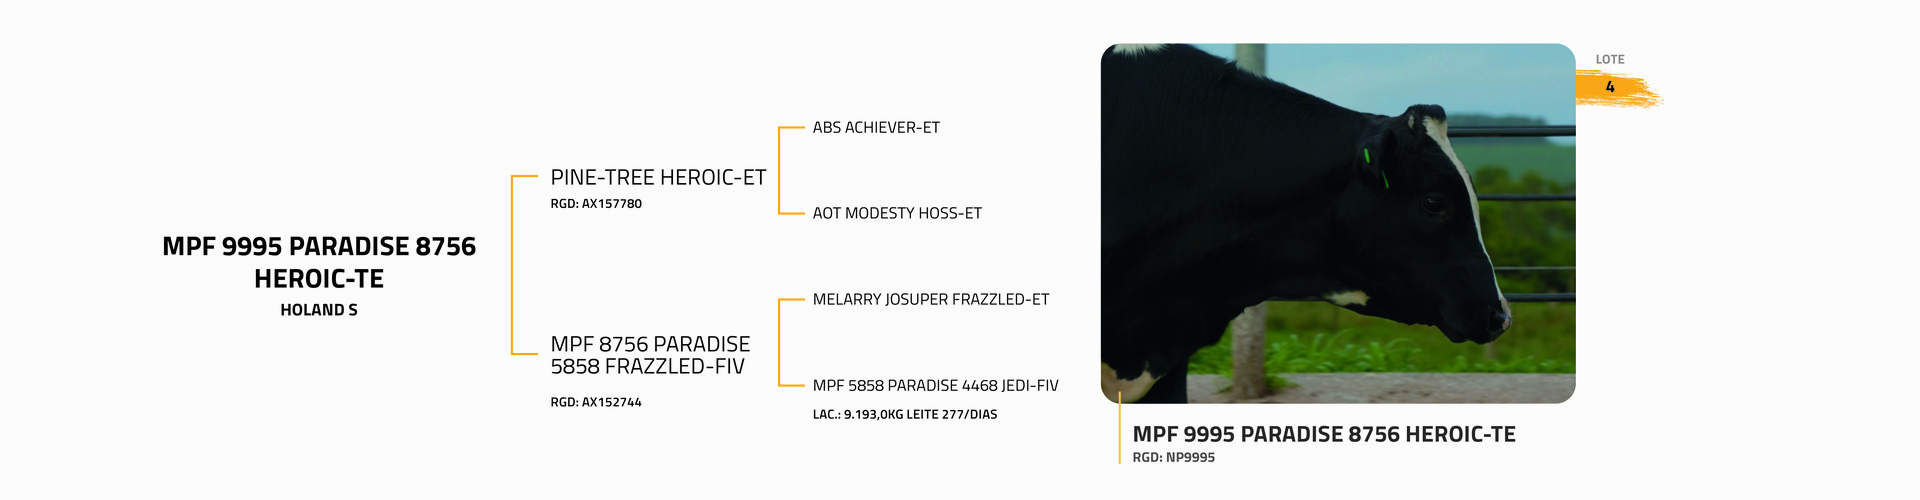 MPF 9995 PARADISE 8756
HEROIC-TE
HOLAND S
PINE-TREE HEROIC-ET
RGD: AX157780
MPF 8756 PARADISE
5858 FRAZZLED-FIV
RGD: AX152744
ABS ACHIEVER-ET
AOT MODESTY HOSS-ET
MELARRY JOSUPER FRAZZLED-ET
MPF 5858 PARADISE 4468 JEDI-FIV
LAC.: 9.193,0KG LEITE 277/DIAS
LOTE
4
MPF 9995 PARADISE 8756 HEROIC-TE
RGD: NP9995